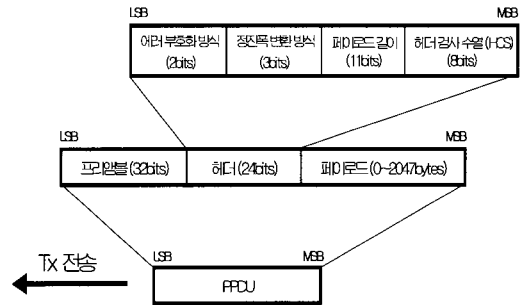 LSB MSB
에러 부호화 방식 정진폭 변환 방식 페이로드 길이 헤더 검사 수열 (HCS)
(2bits) (3bits) (11bits) (8bits)
LSB MSB
프리앰블 (32bits) 헤더 (24bits) 페이로드 (0~2047bytes)
Tx 전송
LSB MSB
PPDU